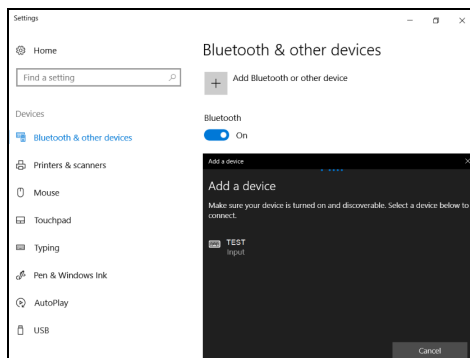 Settings
Home
Find a setting
Devices
Bluetooth & other devices
Printers & scanners
Mouse
Touchpad
Typing
Pen & Windows Ink
AutoPlay
USB
Bluetooth & other devices
Add Bluetooth or other device
Bluetooth
On
Add a device
Add a device
Make sure your device is turned on and discoverable. Select a device below to
connect.
TEST
Input
Cancel